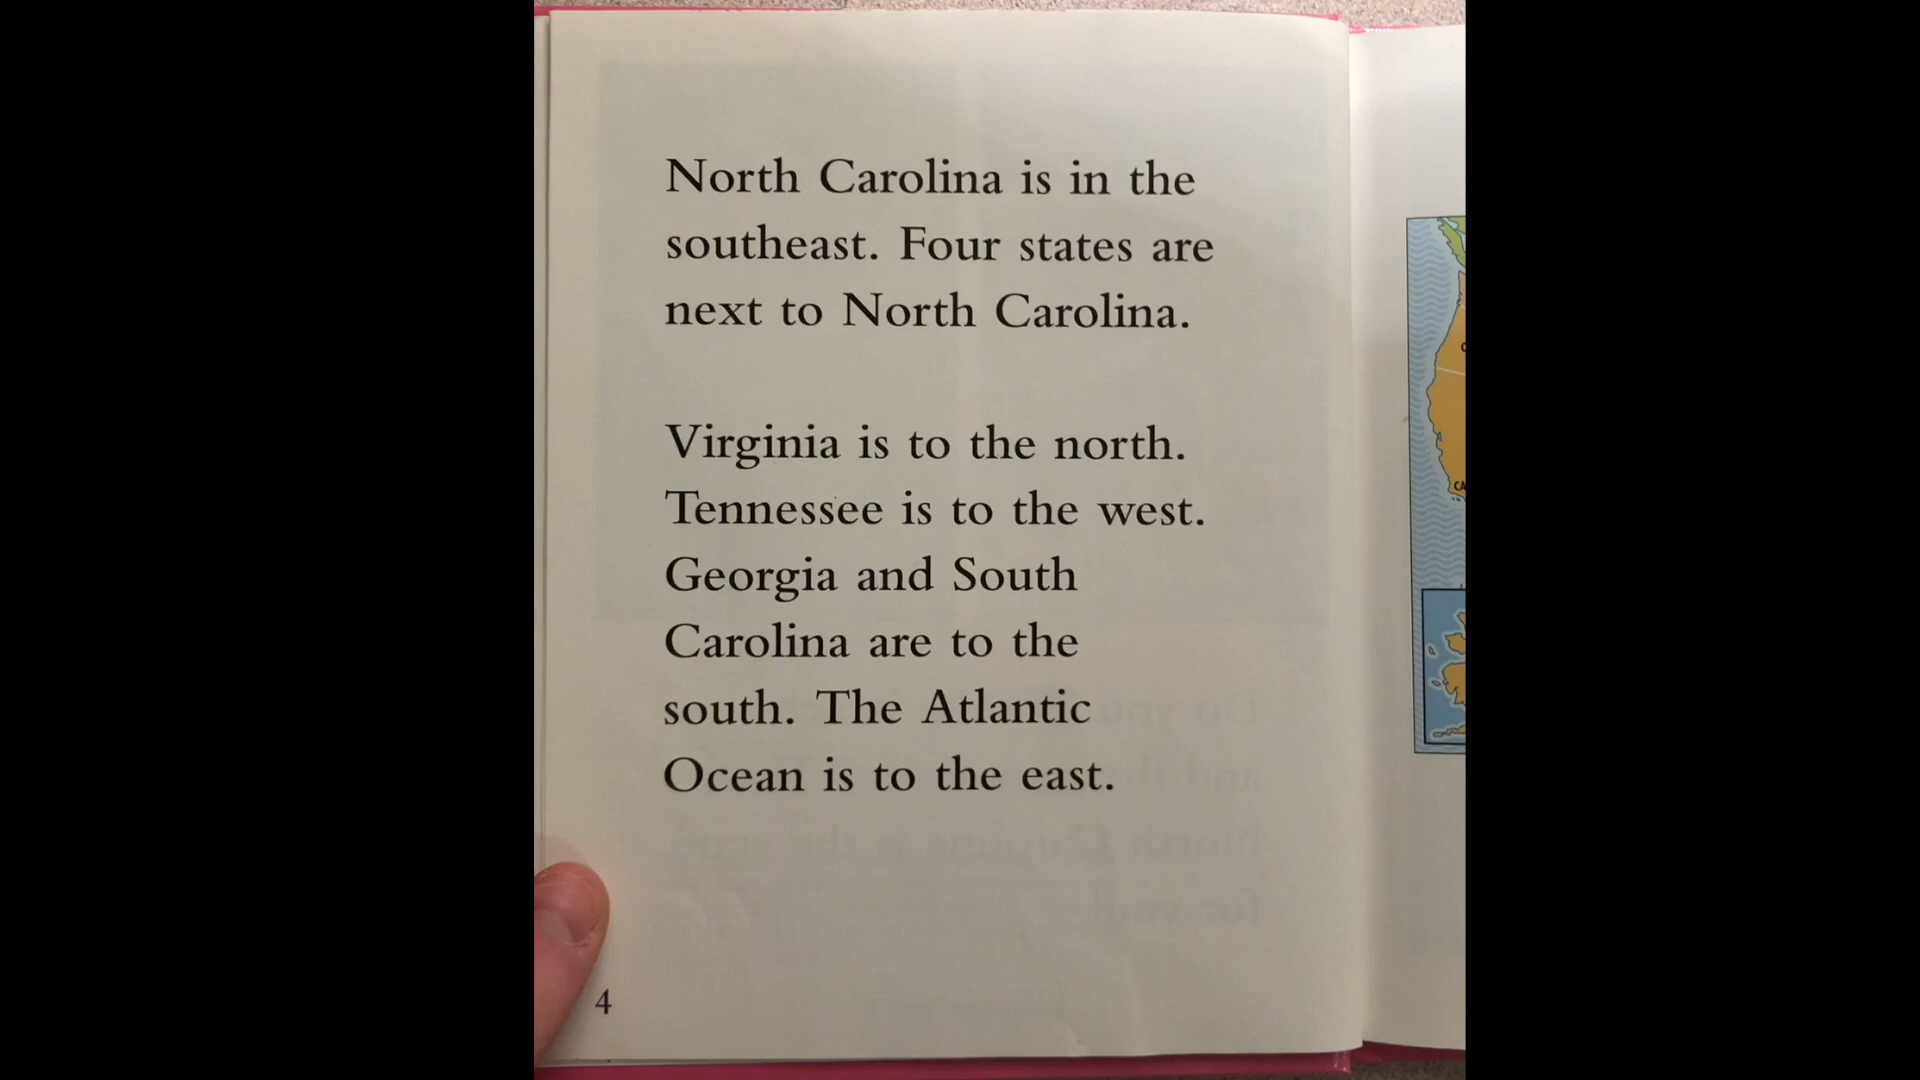 North Carolina is in the
southeast. Four states are
next to North Carolina.
Virginia is to the north.
Tennessee is to the west.
Georgia and South
Carolina are to the
south. The Atlantic
Ocean is to the east.
4
CA